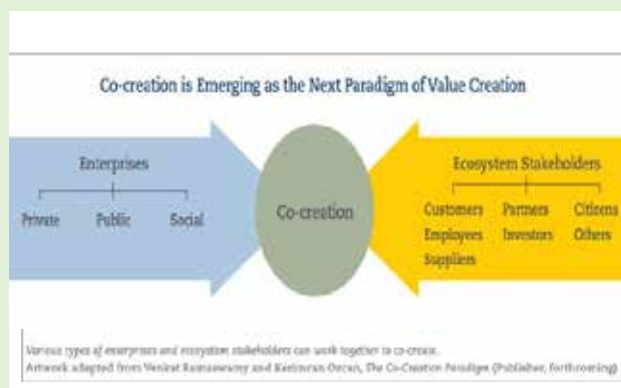 Co-creation is Emerging as the Next Paradigm of Value Creation
Enterprises
Private Public Social
Co-creation
Ecosystem Stakeholders
Customers Partners Citizens
Employees Investors Others
Suppliers
Various types of enterprises and ecosystem stakeholders can work together to co-create.
Artwork adapted from Venkat Ramaswamy and Kerimcan Ozcan, The Co-Creation Paradigm (Publisher, forthcoming)